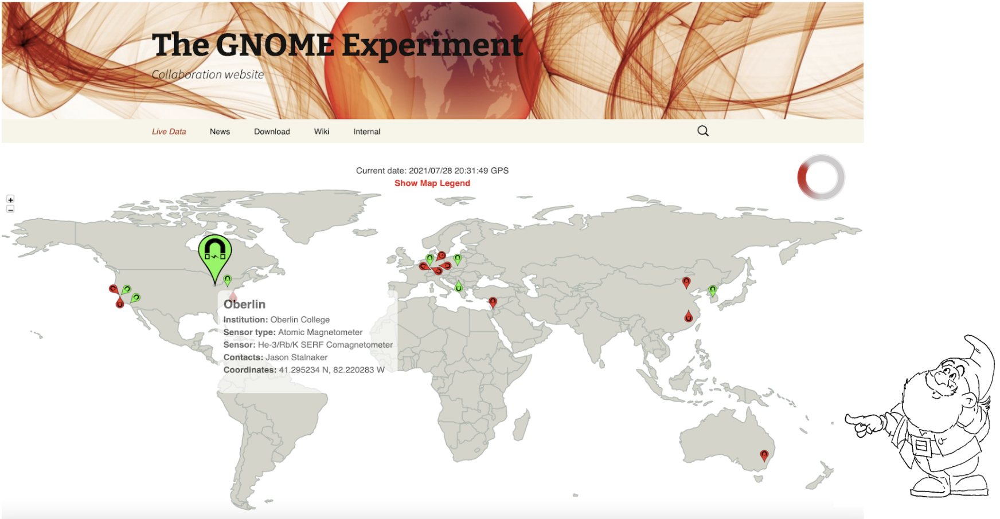 The GNOME Experiment
Collaboration website
Live Data News Download Wiki Internal
Current date: 2021/07/28 20:31:49 GPS
Show Map Legend
+
−
Oberlin
Institution: Oberlin College
Sensor type: Atomic Magnetometer
Sensor: He-3/Rb/K SERF Comagnetometer
Contacts: Jason Stalnaker
Coordinates: 41.295234 N, 82.220283 W